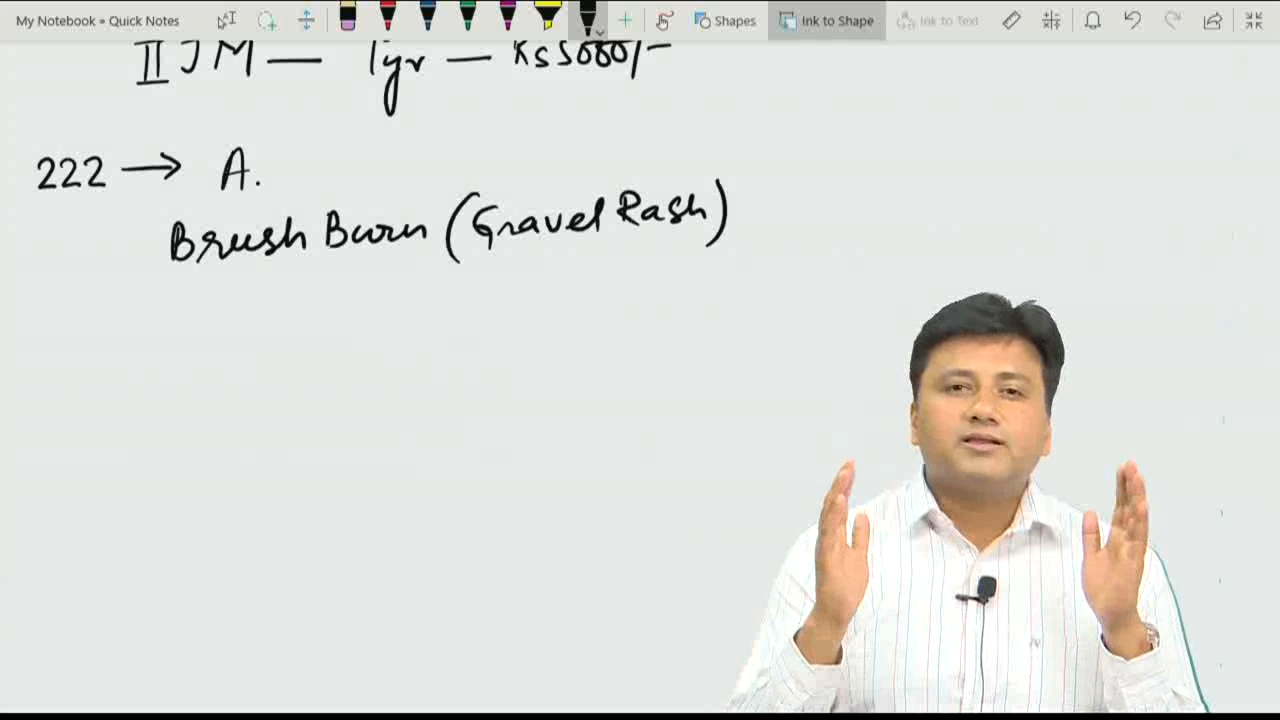 My Notebook » Quick Notes Shapes Ink to Shape Ink to Text
II JM — 1yr — Rs 5000/-
222 → A.
Brush Burn (Gravel Rash)